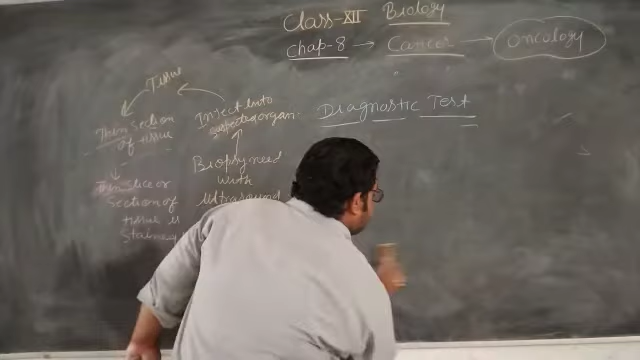 Class-XII Biology
Chap-8 → Cancer → Oncology
Diagnostic Test
Tissue
Thin section
of tissue
Thin slice or
section of
tissue is
Inject into
suspected organ.
Biopsy need
with
ultrasound